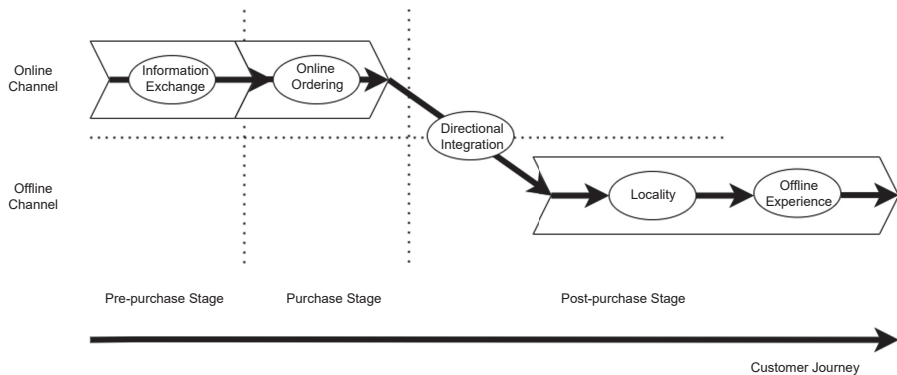 Online
Channel
Information
Exchange
Online
Ordering
Directional
Integration
Offline
Channel
Locality
Offline
Experience
Pre-purchase Stage
Purchase Stage
Post-purchase Stage
Customer Journey